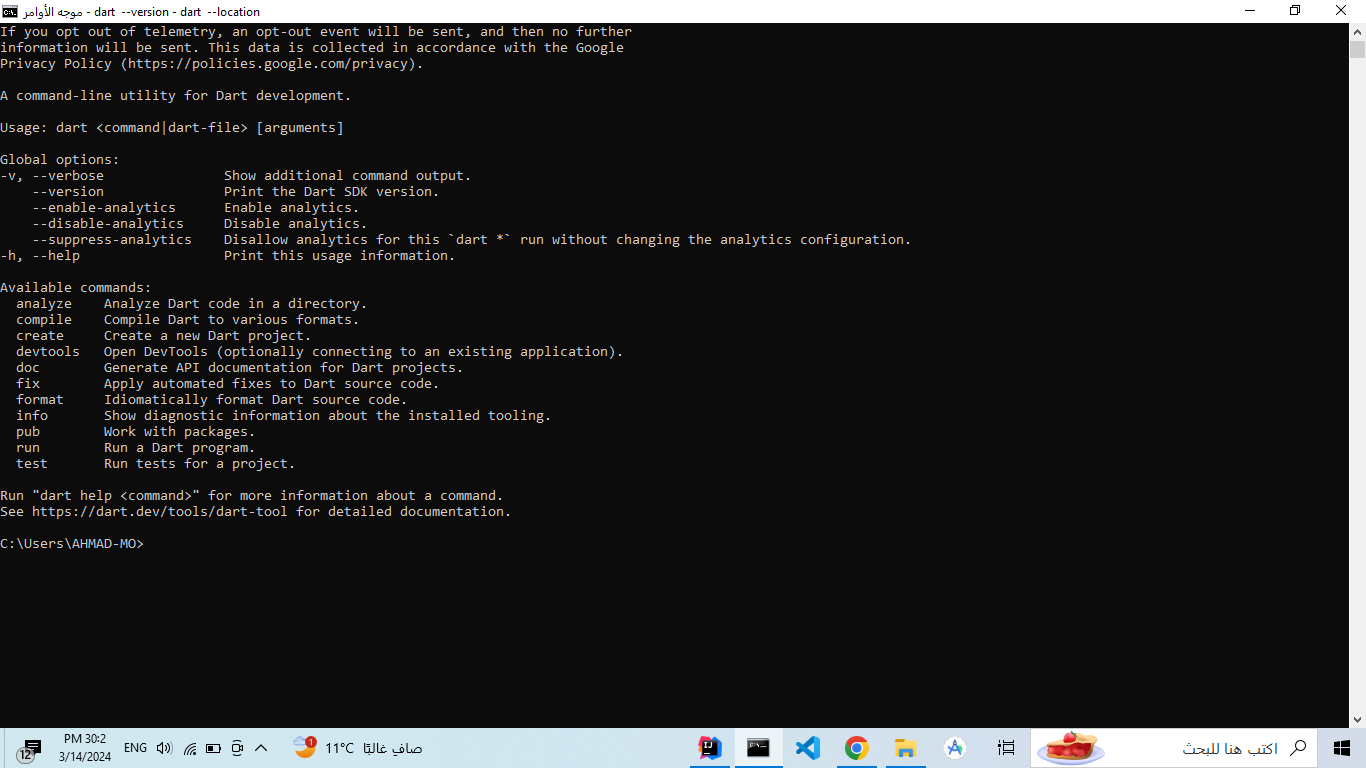 موجه الأوامر - dart  --version - dart  --location
If you opt out of telemetry, an opt-out event will be sent, and then no further
information will be sent. This data is collected in accordance with the Google
Privacy Policy (https://policies.google.com/privacy).
A command-line utility for Dart development.
Usage: dart <command|dart-file> [arguments]
Global options:
-v, --verbose               Show additional command output.
    --version               Print the Dart SDK version.
    --enable-analytics      Enable analytics.
    --disable-analytics     Disable analytics.
    --suppress-analytics    Disallow analytics for this `dart *` run without changing the analytics configuration.
-h, --help                  Print this usage information.
Available commands:
  analyze    Analyze Dart code in a directory.
  compile    Compile Dart to various formats.
  create     Create a new Dart project.
  devtools   Open DevTools (optionally connecting to an existing application).
  doc        Generate API documentation for Dart projects.
  fix        Apply automated fixes to Dart source code.
  format     Idiomatically format Dart source code.
  info       Show diagnostic information about the installed tooling.
  pub        Work with packages.
  run        Run a Dart program.
  test       Run tests for a project.
Run "dart help <command>" for more information about a command.
See https://dart.dev/tools/dart-tool for detailed documentation.
C:\Users\AHMAD-MO>
12
PM 30:2
3/14/2024
ENG
1
11°C صافٍ غالبًا
اكتب هنا للبحث